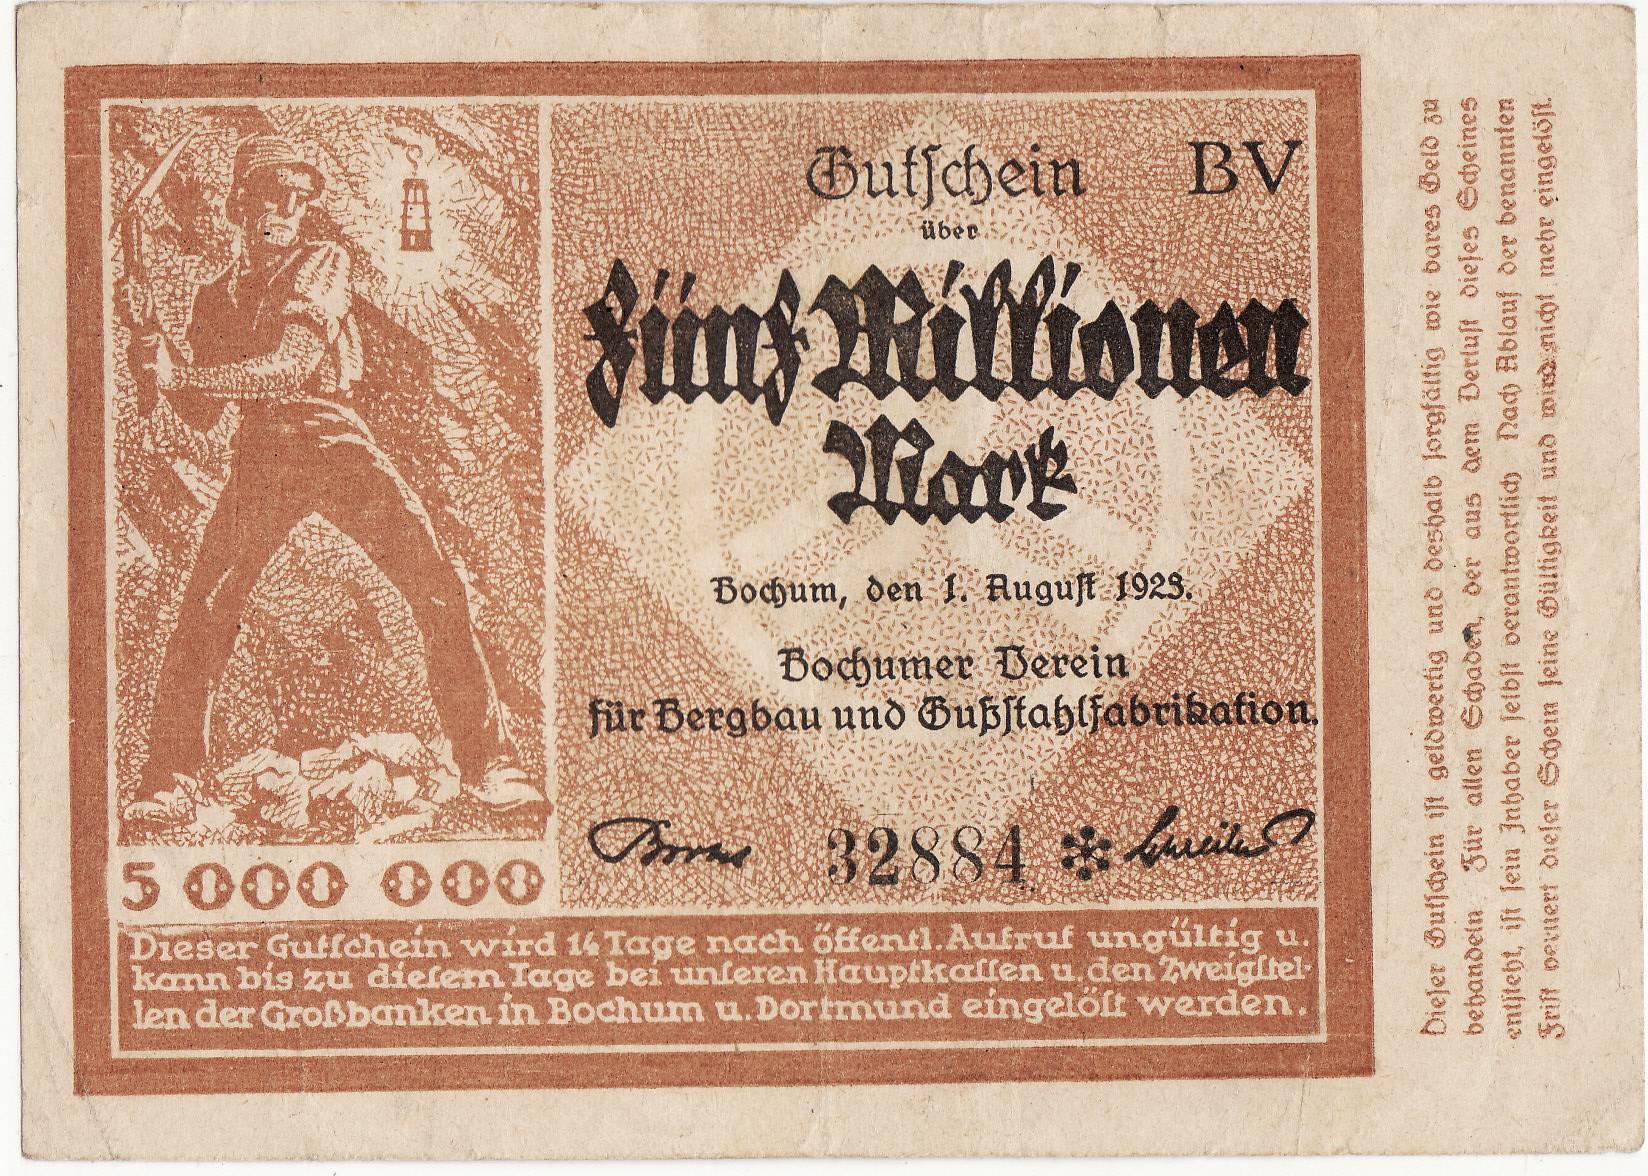 Gutschein BV
über
Fünf Millionen
Mark
Bochum, den 1. August 1923.
Bochumer Verein
für Bergbau und Gußstahlfabrikation.
32884 *
5 000 000
Dieser Gutschein wird 14 Tage nach öffentl. Aufruf ungültig u.
kann bis zu diesem Tage bei unseren Hauptkassen u. den Zweigstel-
len der Großbanken in Bochum u. Dortmund eingelöst werden.
Dieser Gutschein ist geldwertig und deshalb sorgfältig wie bares Geld zu
behandeln. Für allen Schaden, der aus dem Verlust dieses Scheines
entsteht, ist sein Inhaber selbst verantwortlich. Nach Ablauf der benannten
Frist verliert dieser Schein seine Gültigkeit und wird nicht mehr eingelöst.